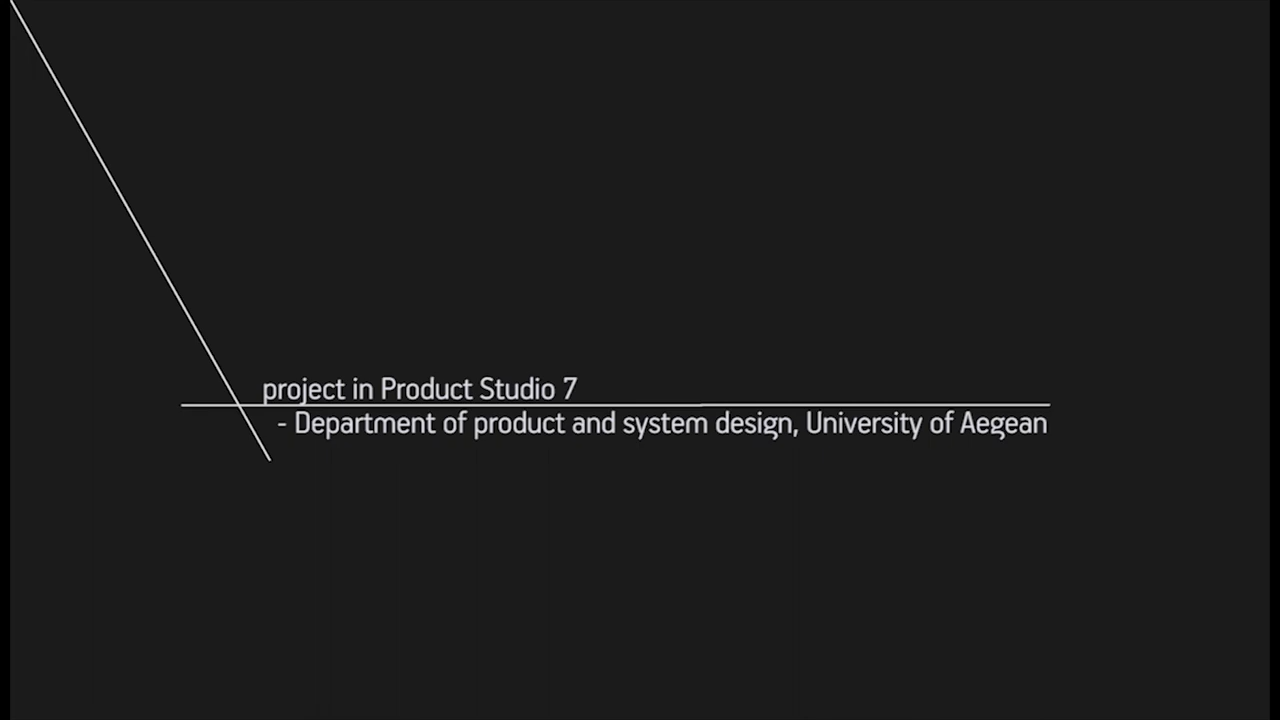 project in Product Studio 7
- Department of product and system design, University of Aegean